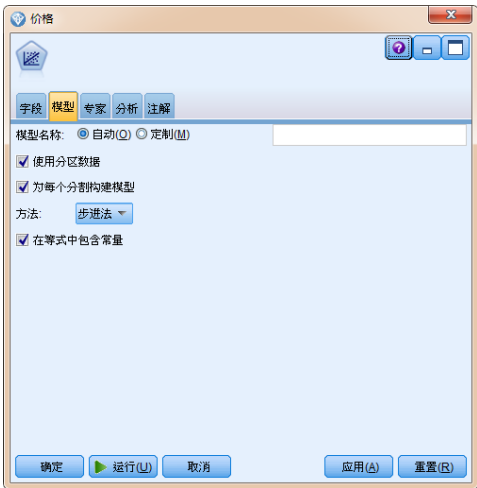 价格
字段 模型 专家 分析 注解
模型名称: 自动(O) 定制(M)
使用分区数据
为每个分割构建模型
方法: 步进法
在等式中包含常量
确定 运行(U) 取消 应用(A) 重置(R)